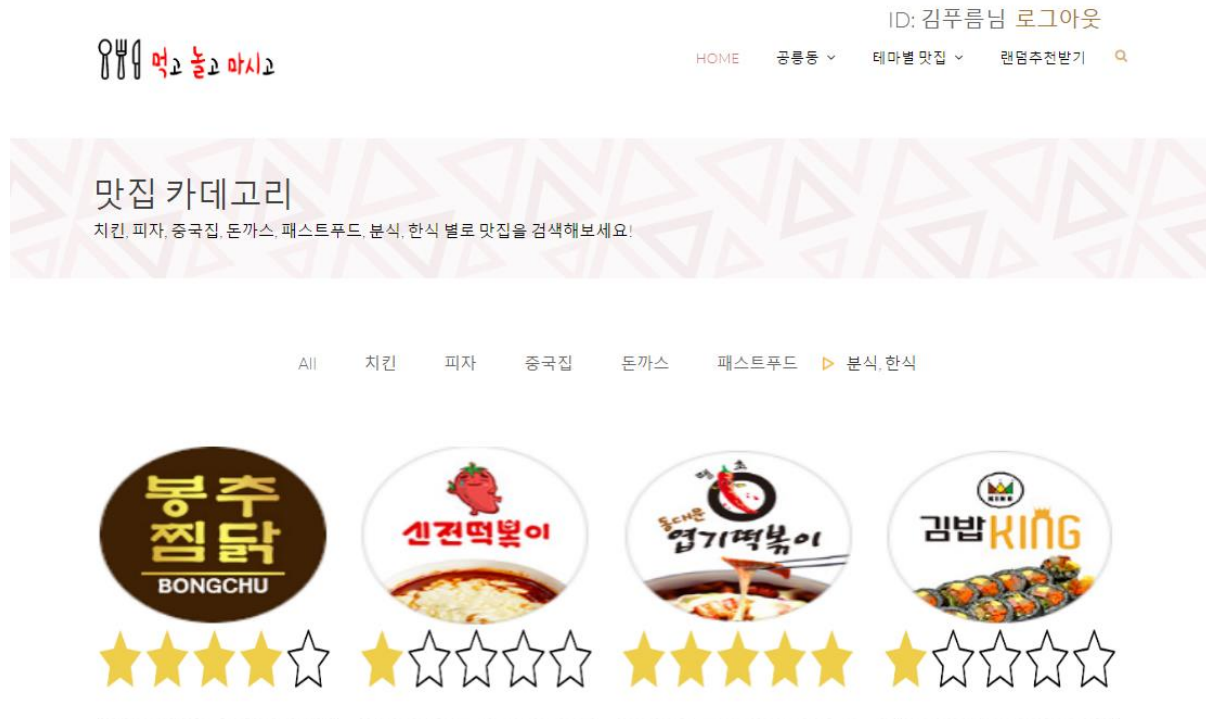 ID: 김푸름님 로그아웃
먹고 놀고 마시고
HOME 공릉동 테마별 맛집 랜덤추천받기
맛집 카데고리
치킨, 피자, 중국집, 돈까스, 패스트푸드, 분식, 한식 별로 맛집을 검색해보세요!
All 치킨 피자 중국집 돈까스 패스트푸드 분식, 한식
봉추
찜닭
BONGCHU
신전떡볶이
땡초
동대문
엽기떡볶이
KING
김밥KING